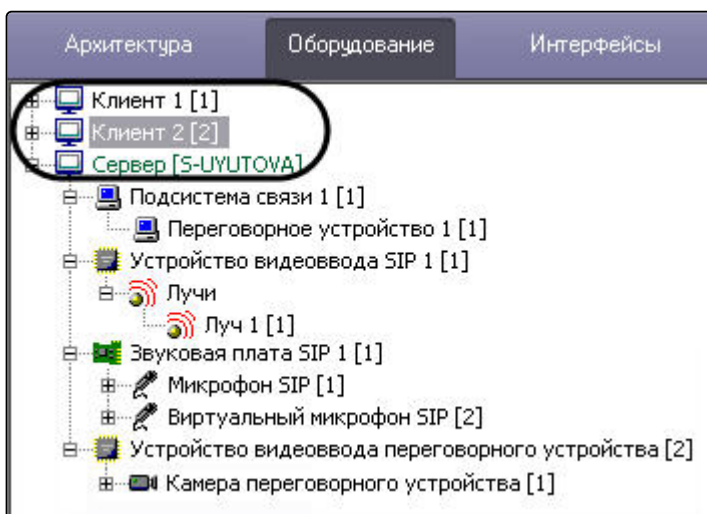 Архитектура Оборудование Интерфейсы
Клиент 1 [1]
Клиент 2 [2]
Сервер [S-UYUTOVA]
Подсистема связи 1 [1]
Переговорное устройство 1 [1]
Устройство видеоввода SIP 1 [1]
Лучи
Луч 1 [1]
Звуковая плата SIP 1 [1]
Микрофон SIP [1]
Виртуальный микрофон SIP [2]
Устройство видеоввода переговорного устройства [2]
Камера переговорного устройства [1]